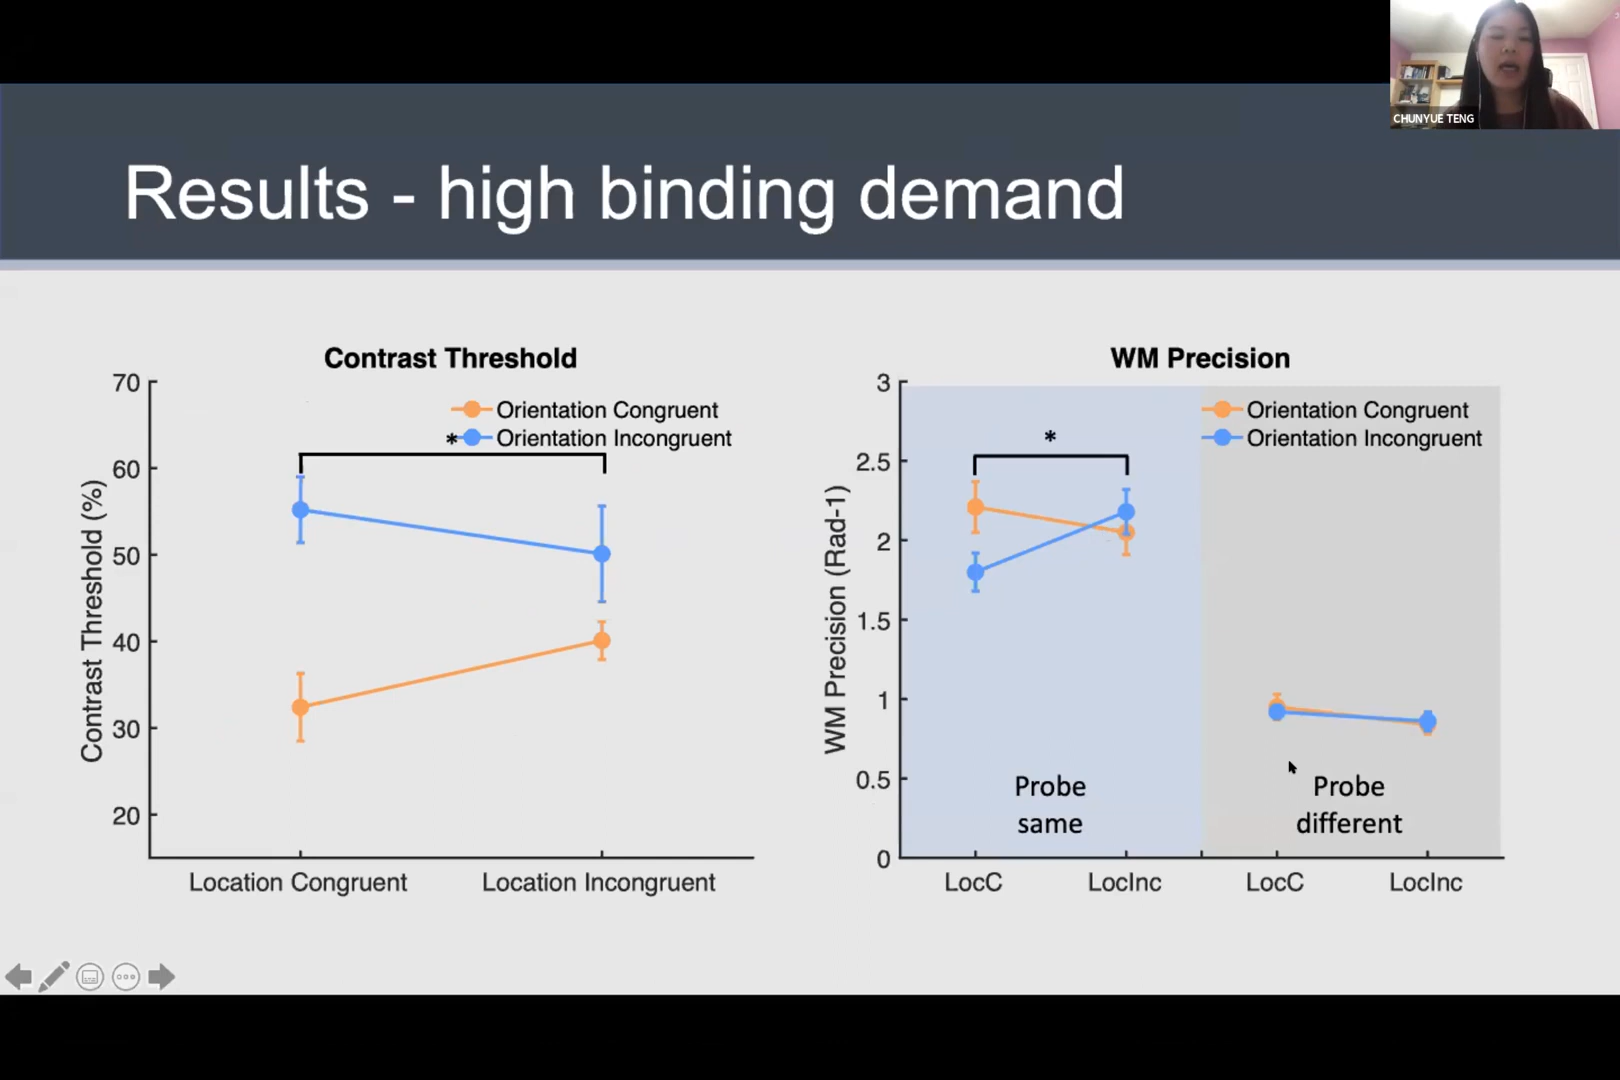 CHUNYUE TENG
Results - high binding demand
Contrast Threshold
Orientation Congruent
* Orientation Incongruent
70
60
50
40
30
20
Contrast Threshold (%)
Location Congruent
Location Incongruent
WM Precision
Orientation Congruent
Orientation Incongruent
*
3
2.5
2
1.5
1
0.5
0
WM Precision (Rad-1)
Probe
same
Probe
different
LocC
LocInc
LocC
LocInc